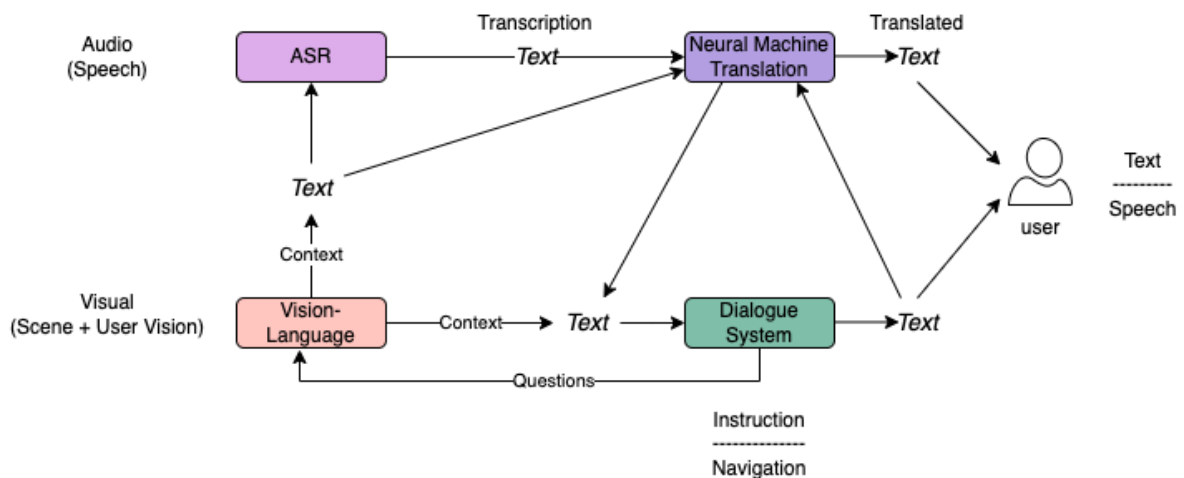 Transcription
Translated
Audio
(Speech)
ASR
Text
Neural Machine
Translation
Text
Text
Text
---------
Speech
user
Context
Visual
(Scene + User Vision)
Vision-
Language
Context
Text
Dialogue
System
Text
Questions
Instruction
--------------
Navigation